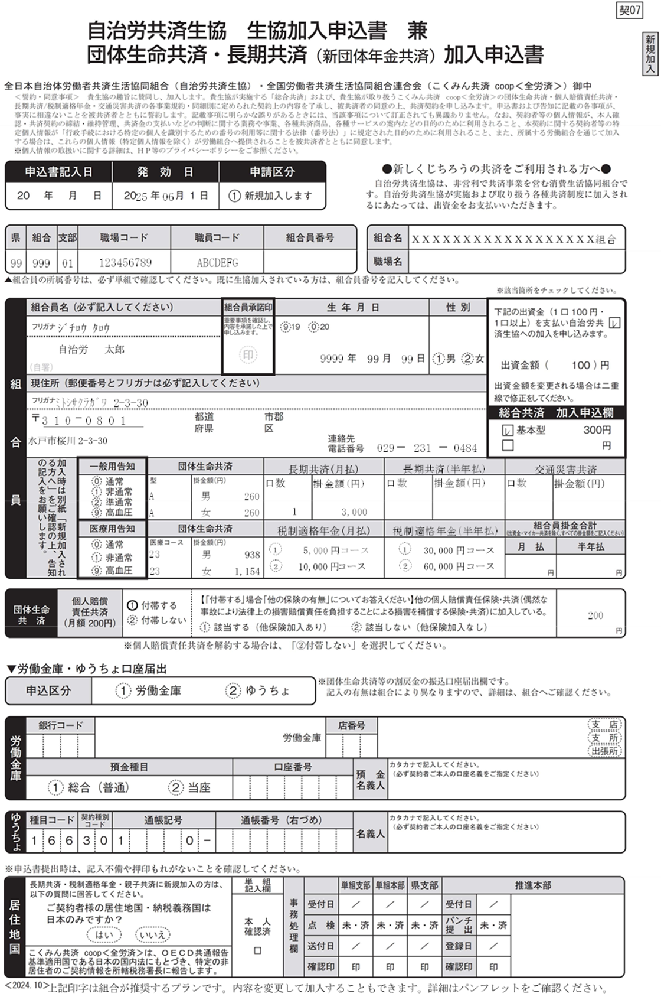 契07
新規加入
自治労共済生協　生協加入申込書　兼
団体生命共済・長期共済（新団体年金共済）加入申込書
全日本自治体労働者共済生活協同組合（自治労共済生協）・全国労働者共済生活協同組合連合会（こくみん共済 coop＜全労済＞）御中
＜誓約・同意事項＞　貴生協の趣旨に賛同し、加入します。貴生協が実施する「総合共済」および、貴生協が取り扱うこくみん共済　coop＜全労済＞の団体生命共済・個人賠償責任共済・
長期共済/税制適格年金・交通災害共済の各事業規約・同細則に定められた契約上の内容を了承し、被共済者の同意の上、共済契約を申し込みます。申込書および告知に記載の各事項が、
事実に相違ないことを被共済者とともに誓約します。記載事項に明らかな誤りがあるときには、当該事項について訂正されても異議ありません。なお、契約者等の個人情報が、本人確
認・共済契約の締結・維持管理、共済金の支払いなどの判断に関する業務や事業、各種共済商品、各種サービスの案内などの目的のために利用されること、本契約に関する契約者等の特
定個人情報が「行政手続における特定の個人を識別するための番号の利用等に関する法律（番号法）」に規定された目的のために利用されること、また、所属する労働組合を通じて加入
する場合は、これらの個人情報（特定個人情報を除く）が労働組合へ提供されることを被共済者とともに同意します。
※個人情報の取扱いに関する詳細は、ＨＰ等のプライバシーポリシーをご参照ください。
申込書記入日　発　効　日　申請区分
20　年　月　日　2025年06月 1 日　① 新規加入します
●新しくじちろうの共済をご利用される方へ●
自治労共済生協は、非営利で共済事業を営む消費生活協同組合で
す。自治労共済生協が実施および取り扱う各種共済制度に加入され
るにあたっては、出資金をお支払いいただきます。
県　組合　支部　職場コード　職員コード　組合員番号
99　999　01　123456789　ABCDEFG
組合名　XXXXXXXXXXXXXXXXXX組合
職場名
▲組合員の所属番号は、必ず単組で確認してください。既に生協加入されている方は、組合員番号を記入してください。
※該当箇所をチェックしてください。
組合員
組合員名（必ず記入してください）　組合員承諾印　生 年 月 日　性 別
フリガナ ｼﾞﾁﾛｳ ﾀﾛｳ
自治労　太郎
（自署）
重要事項を確認し、
内容を承諾した上で
申し込みます。
印
⑨19　⓪20
9999 年　99 月　99 日　①男 ②女
下記の出資金（1口100円・
1口以上）を支払い自治労共
済生協への加入を申し込みます。
出資金額（　100 ）円
出資金額を変更される場合は二重
線で修正をしてください。
総合共済　加入申込欄
基本型　300円
円
現住所（郵便番号とフリガナは必ず記入してください）
フリガナ ﾐﾄｼｻｸﾗｶﾞﾜ 2-3-30
〒310-0801　都道　市郡
府県　区
水戸市桜川2-3-30　連絡先
電話番号　029－ 231 － 0484
加入時は別紙「新規加入され
る方へ」をご確認の上、告知
の記入をお願いします。
一般用告知　団体生命共済　長期共済(月払)　長期共済(半年払)　交通災害共済
⓪ 通常　型　掛金額(円)　口数　掛金額(円)　口数　掛金額(円)　口数　掛金額(円)
① 非通常　A　男　260
② 準通常
⑨ 高血圧　A　女　260　1　3,000
医療用告知　団体生命共済　税制適格年金(月払)　税制適格年金(半年払)　組合員掛金合計
(出資金・マイカー共済を除く、すべての掛金額をご記入ください)
⓪ 通常　医療コース　掛金額(円)　月　払　半年払
① 非通常　23　男　938　① 5,000 円コース　① 30,000 円コース
⑨ 高血圧　23　女　1,154　② 10,000 円コース　② 60,000 円コース　円　円
団体生命
共　済
個人賠償
責任共済
（月額 200円）
① 付帯する
② 付帯しない
【「付帯する」場合「他の保険の有無」についてお答えください】他の個人賠償責任保険・共済（偶然な
事故により法律上の損害賠償責任を負担することによる損害を補償する保険・共済）に加入している。
① 該当する（他保険加入あり）　② 該当しない（他保険加入なし）
200
円
※個人賠償責任共済を解約する場合は、「②付帯しない」を選択してください。
▼労働金庫・ゆうちょ口座届出
申込区分　① 労働金庫　② ゆうちょ
※団体生命共済等の割戻金の振込口座届出欄です。
記入の有無は組合により異なりますので、詳細は、組合へご確認ください。
労働金庫
銀行コード　労働金庫　店番号　支　店
支　所
出張所
預金種目　口座番号　預　金
名義人
① 総合（普通）　② 当座
カタカナで記入してください。
（必ず契約者ご本人の口座名義をご指定ください）
ゆうちょ
種目コード　契約種別
コード　通帳記号　通帳番号（右づめ）　名義人
166　30　1　0　－
カタカナで記入してください。
（必ず契約者ご本人の口座名義をご指定ください）
※申込書提出時は、記入不備や押印もれがないことを確認してください。
居住地国
長期共済・税制適格年金・親子共済に新規加入の方は、
以下の質問に回答してください。
ご契約者様の居住地国・納税義務国は
日本のみですか？
はい　いいえ
こくみん共済 coop＜全労済＞は、ＯＥＣＤ共通報告
基準適用国である日本の国内法にもとづき、特定の非
居住者のご契約情報を所轄税務署長に報告します。
単　組
記入欄
本　人
確認済
□
事務処理欄
単組支部　単組本部　県支部　推進本部
受付日　／　／　／　受付日　／
点　検　未・済　未・済　未・済　パンチ
提　出　未・済
送付日　／　／　／　登録日　／
確認印　印　印　印　確認印　印
＜2024.10＞上記印字は組合が推奨するプランです。内容を変更して加入することもできます。詳細はパンフレットをご確認ください。